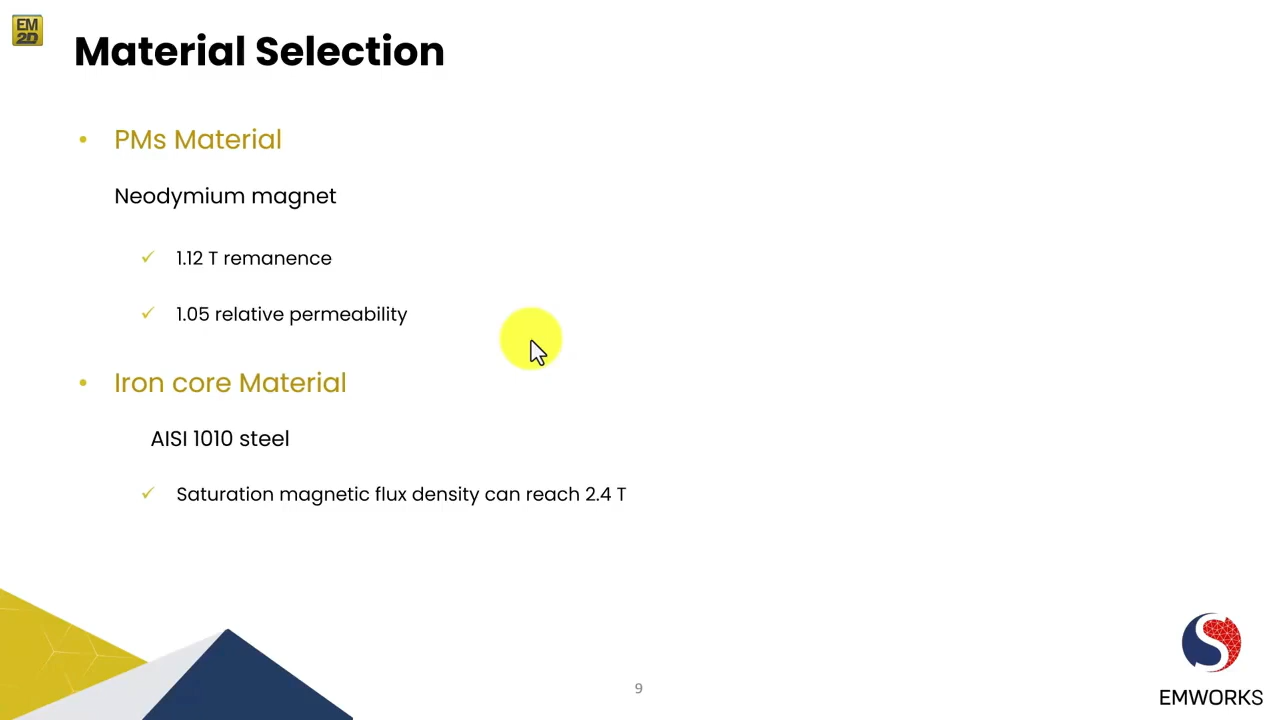 EM
2D
Material Selection
• PMs Material
Neodymium magnet
✓ 1.12 T remanence
✓ 1.05 relative permeability
• Iron core Material
AISI 1010 steel
✓ Saturation magnetic flux density can reach 2.4 T
9
EMWORKS